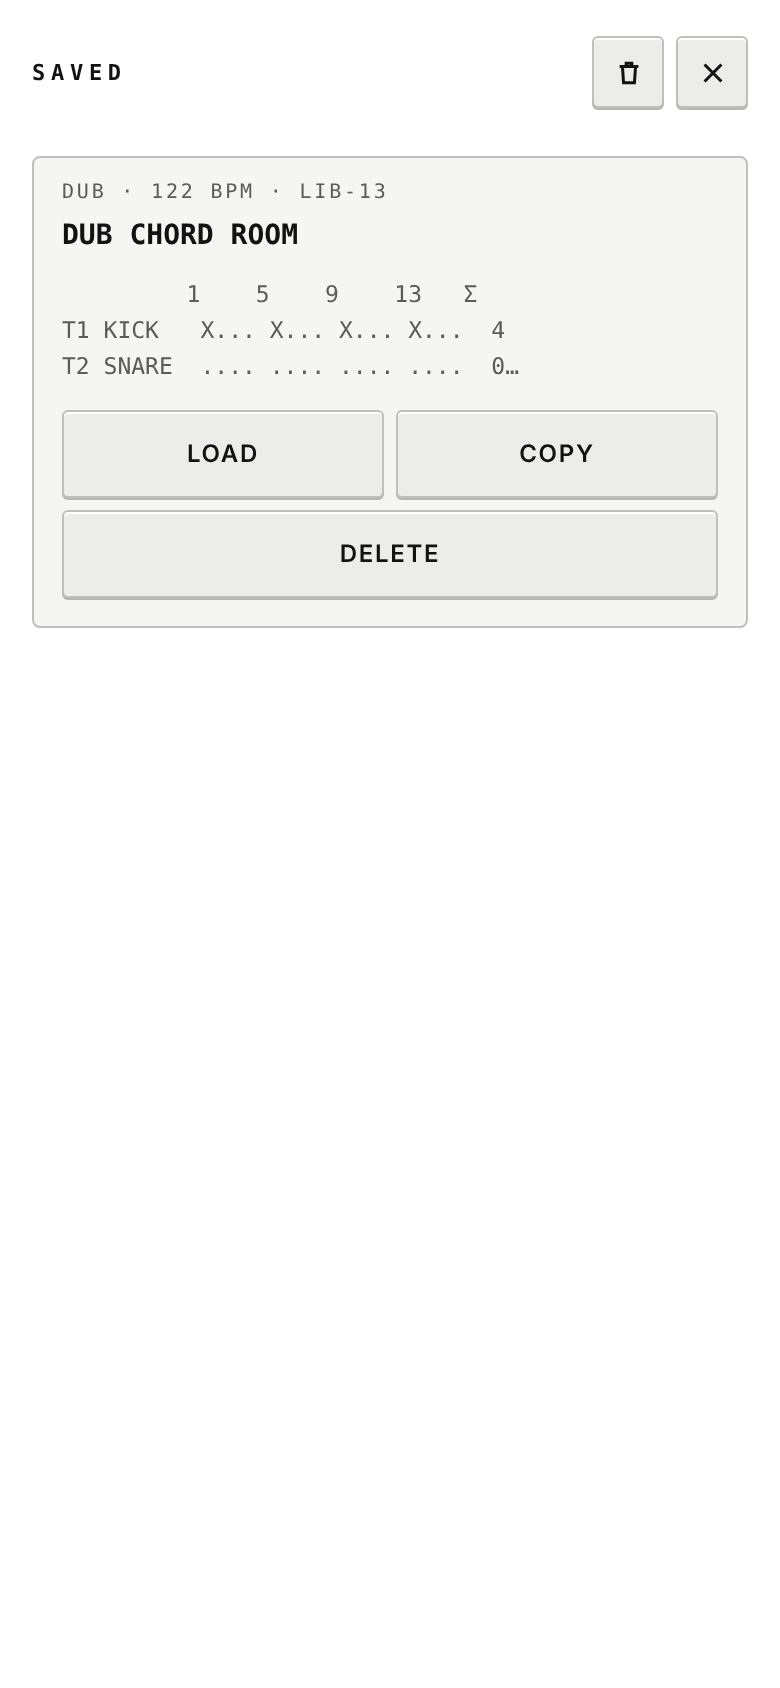 SAVED
DUB · 122 BPM · LIB-13
DUB CHORD ROOM
         1    5    9    13   Σ
T1 KICK   X... X... X... X...  4
T2 SNARE  .... .... .... ....  0…
LOAD COPY
DELETE